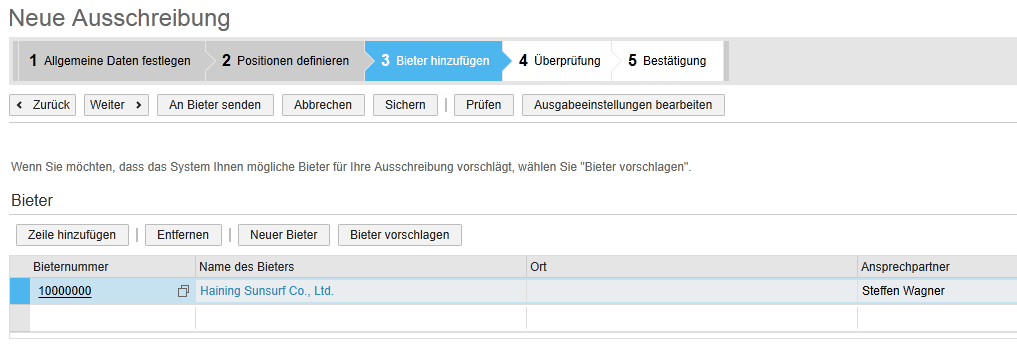 Neue Ausschreibung
1 Allgemeine Daten festlegen 2 Positionen definieren 3 Bieter hinzufügen 4 Überprüfung 5 Bestätigung
Zurück Weiter An Bieter senden Abbrechen Sichern Prüfen Ausgabeeinstellungen bearbeiten
Wenn Sie möchten, dass das System Ihnen mögliche Bieter für Ihre Ausschreibung vorschlägt, wählen Sie "Bieter vorschlagen".
Bieter
Zeile hinzufügen Entfernen Neuer Bieter Bieter vorschlagen
Bieternummer Name des Bieters Ort Ansprechpartner
10000000 Haining Sunsurf Co., Ltd. Steffen Wagner